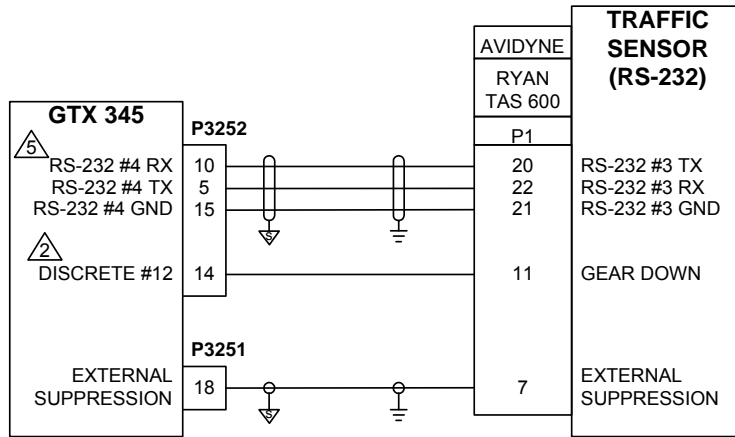 TRAFFIC
SENSOR
(RS-232)
AVIDYNE
RYAN
TAS 600
P1
GTX 345
P3252
5
RS-232 #4 RX 10 20 RS-232 #3 TX
RS-232 #4 TX 5 22 RS-232 #3 RX
RS-232 #4 GND 15 21 RS-232 #3 GND
S
2
DISCRETE #12 14 11 GEAR DOWN
P3251
EXTERNAL
SUPPRESSION 18 7 EXTERNAL
SUPPRESSION
S